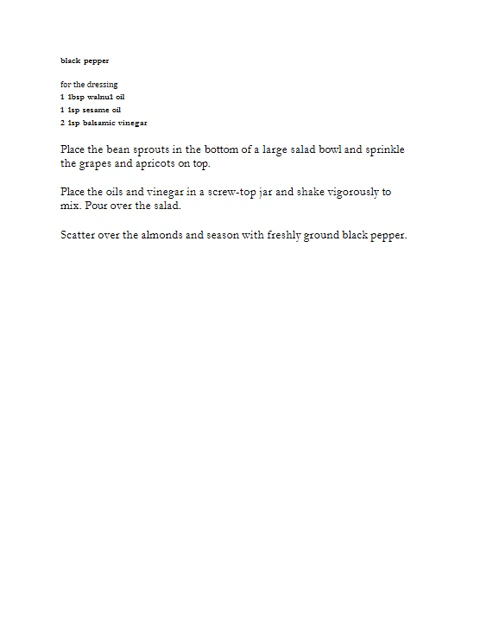 black pepper
for the dressing
1 tbsp walnut oil
1 tsp sesame oil
2 tsp balsamic vinegar
Place the bean sprouts in the bottom of a large salad bowl and sprinkle
the grapes and apricots on top.
Place the oils and vinegar in a screw-top jar and shake vigorously to
mix. Pour over the salad.
Scatter over the almonds and season with freshly ground black pepper.